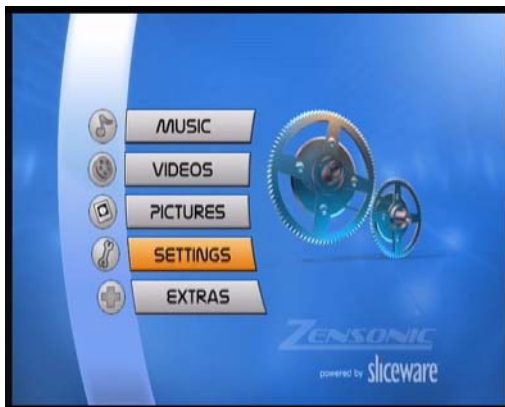 MUSIC
VIDEOS
PICTURES
SETTINGS
EXTRAS
ZENSONIC
powered by sliceware